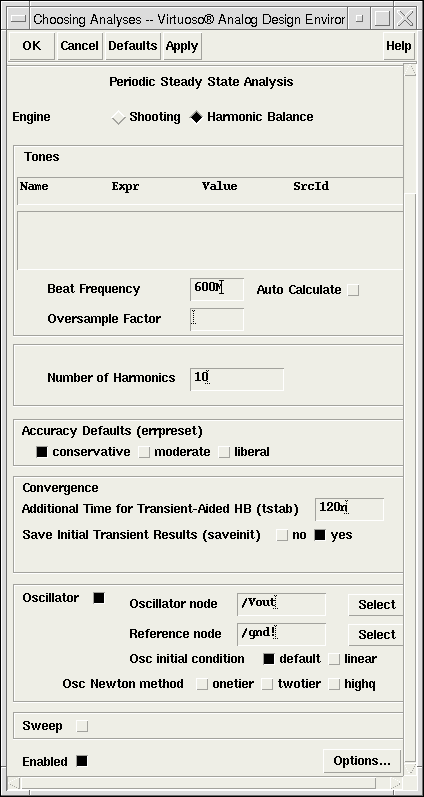 Choosing Analyses -- Virtuoso® Analog Design Enviror
OK Cancel Defaults Apply Help
Periodic Steady State Analysis
Engine Shooting Harmonic Balance
Tones
Name Expr Value SrcId
Beat Frequency 600M Auto Calculate
Oversample Factor
Number of Harmonics 10
Accuracy Defaults (errpreset)
conservative moderate liberal
Convergence
Additional Time for Transient-Aided HB (tstab) 120n
Save Initial Transient Results (saveinit) no yes
Oscillator Oscillator node /Vout Select
Reference node /gnd! Select
Osc initial condition default linear
Osc Newton method onetier twotier highq
Sweep
Enabled Options...